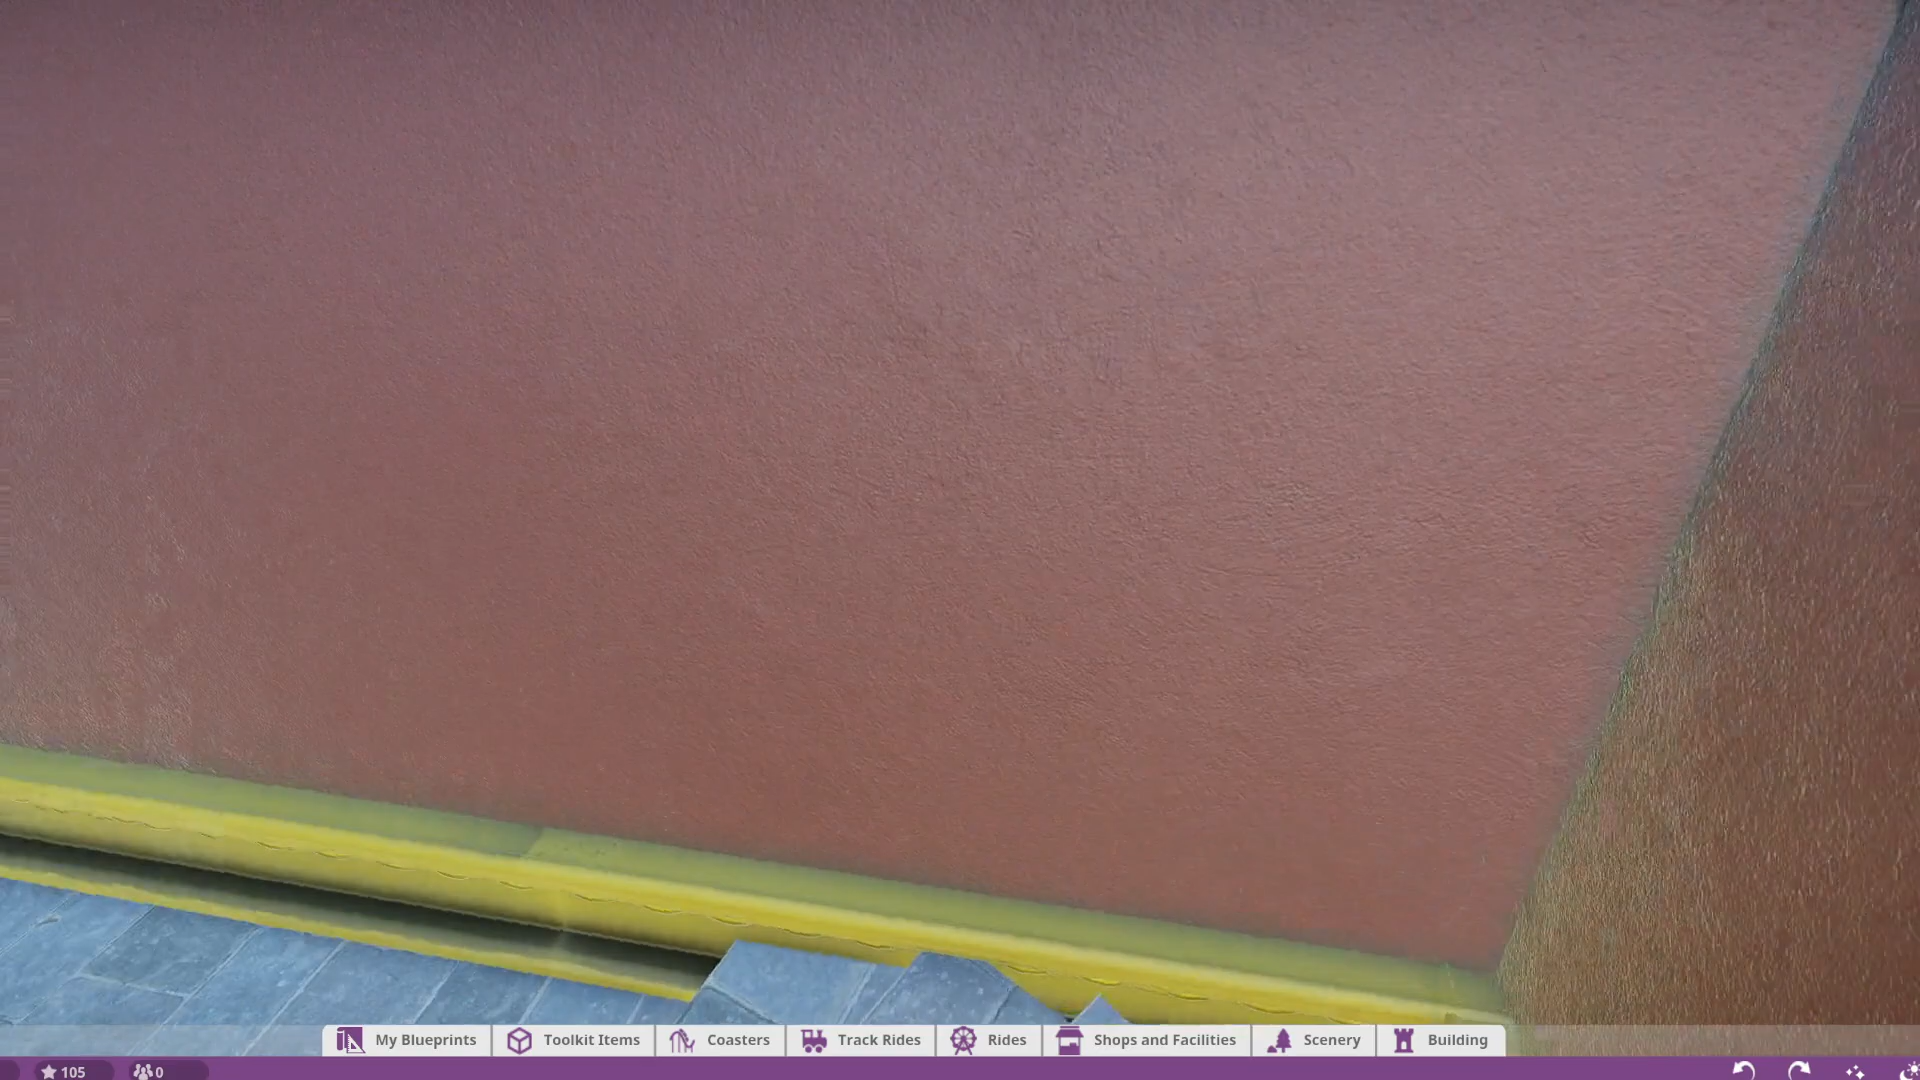 My Blueprints
Toolkit Items
Coasters
Track Rides
Rides
Shops and Facilities
Scenery
Building
105
0